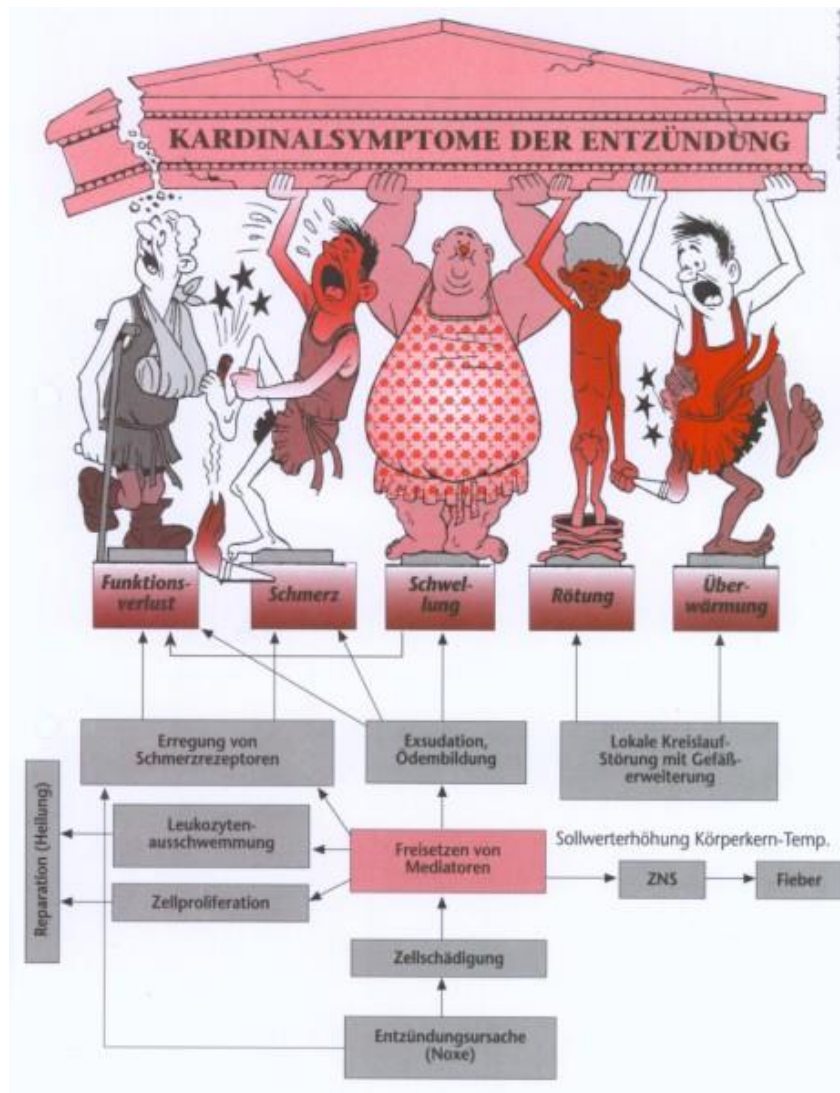 KARDINALSYMPTOME DER ENTZÜNDUNG
Funktions-
verlust
Schmerz
Schwel-
lung
Rötung
Über-
wärmung
Erregung von
Schmerzrezeptoren
Exsudation,
Ödembildung
Lokale Kreislauf-
Störung mit Gefäß-
erweiterung
Reparation (Heilung)
Leukozyten-
ausschwemmung
Freisetzen von
Mediatoren
Sollwerterhöhung Körperkern-Temp.
ZNS
Fieber
Zellproliferation
Zellschädigung
Entzündungsursache
(Noxe)